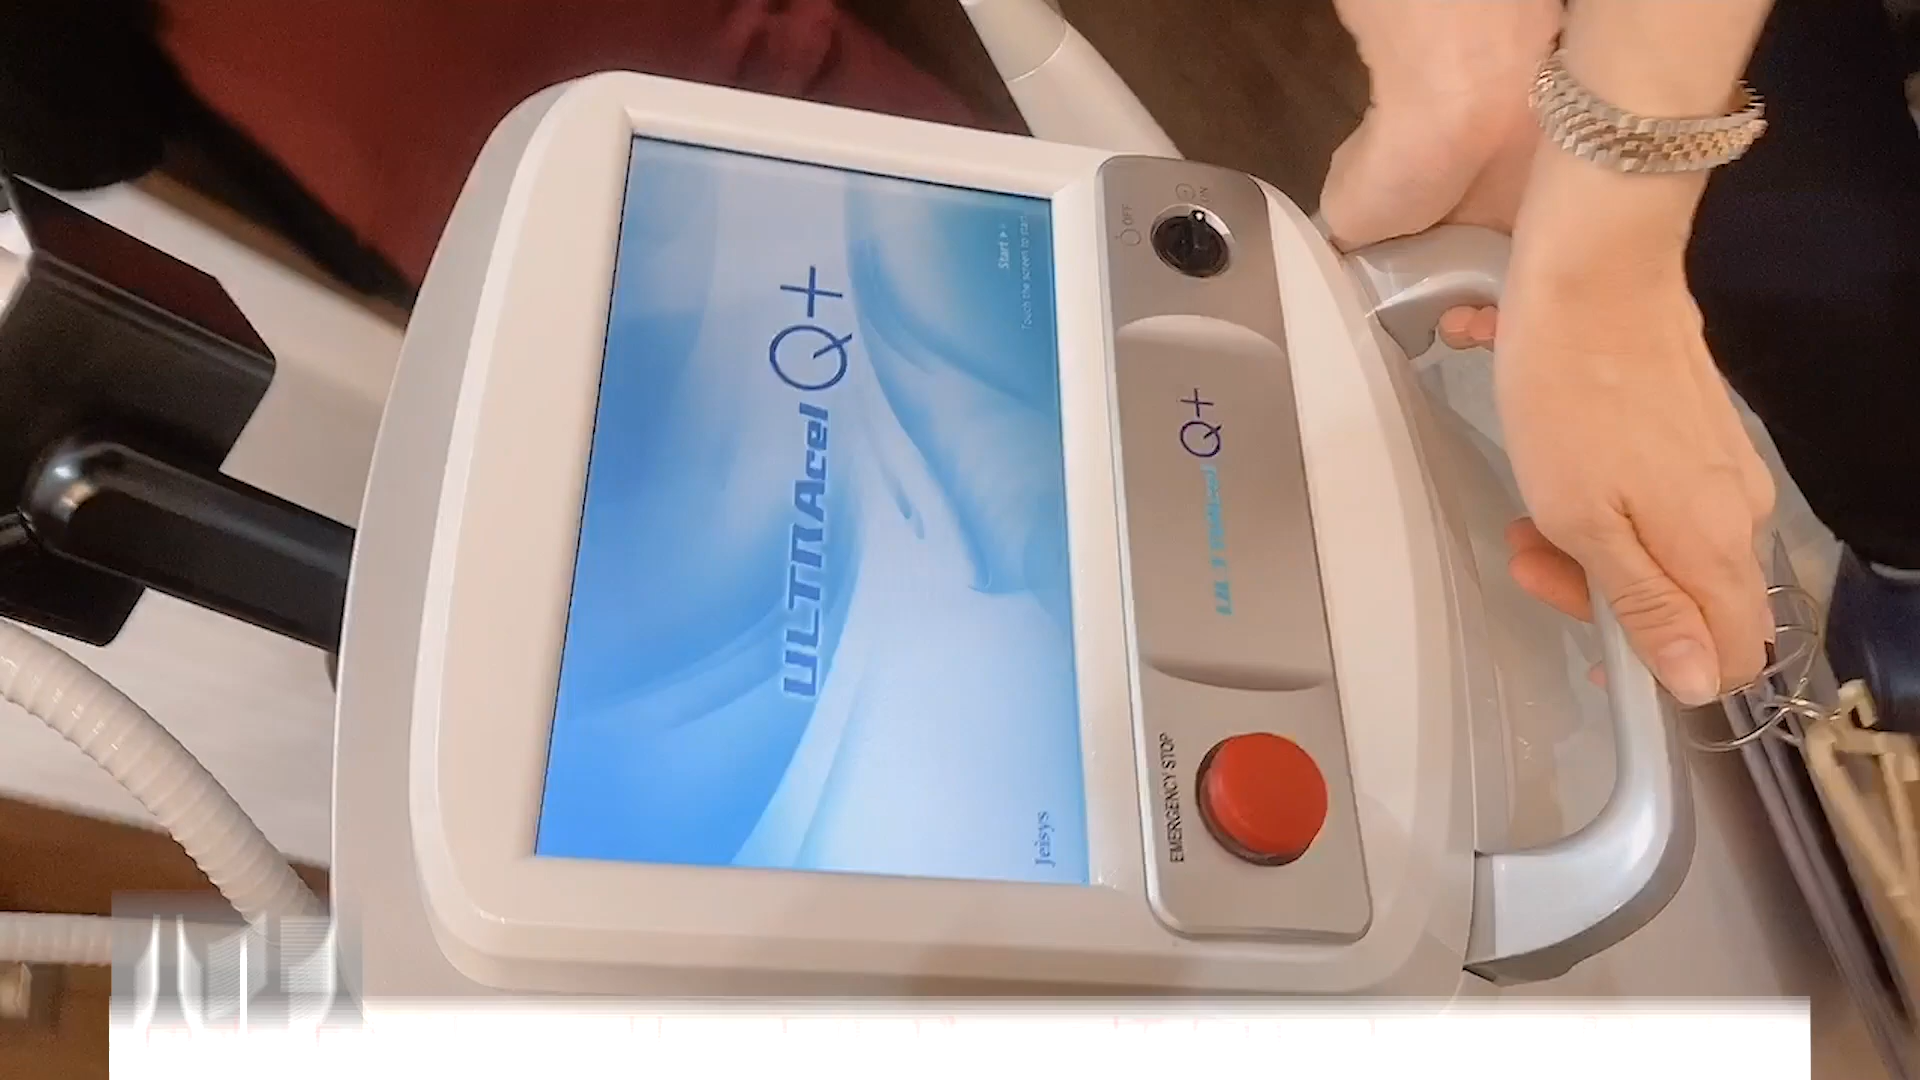 ULTRAcel Q+
Start ▸▸
Touch the screen to start
Jeisys
OFF
ON
ULTRAcel Q+
EMERGENCY STOP